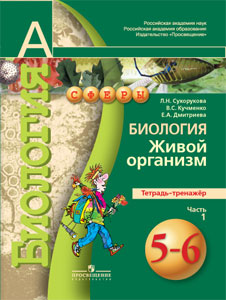 Российская академия наук
Российская академия образования
Издательство «Просвещение»
А
БИОЛОГИЯ
СФЕРЫ
Л.Н. Сухорукова
В.С. Кучменко
Е.А. Дмитриева
БИОЛОГИЯ
Живой
организм
Тетрадь-тренажёр
Часть
1
5-6
ПРОСВЕЩЕНИЕ
ИЗДАТЕЛЬСТВО